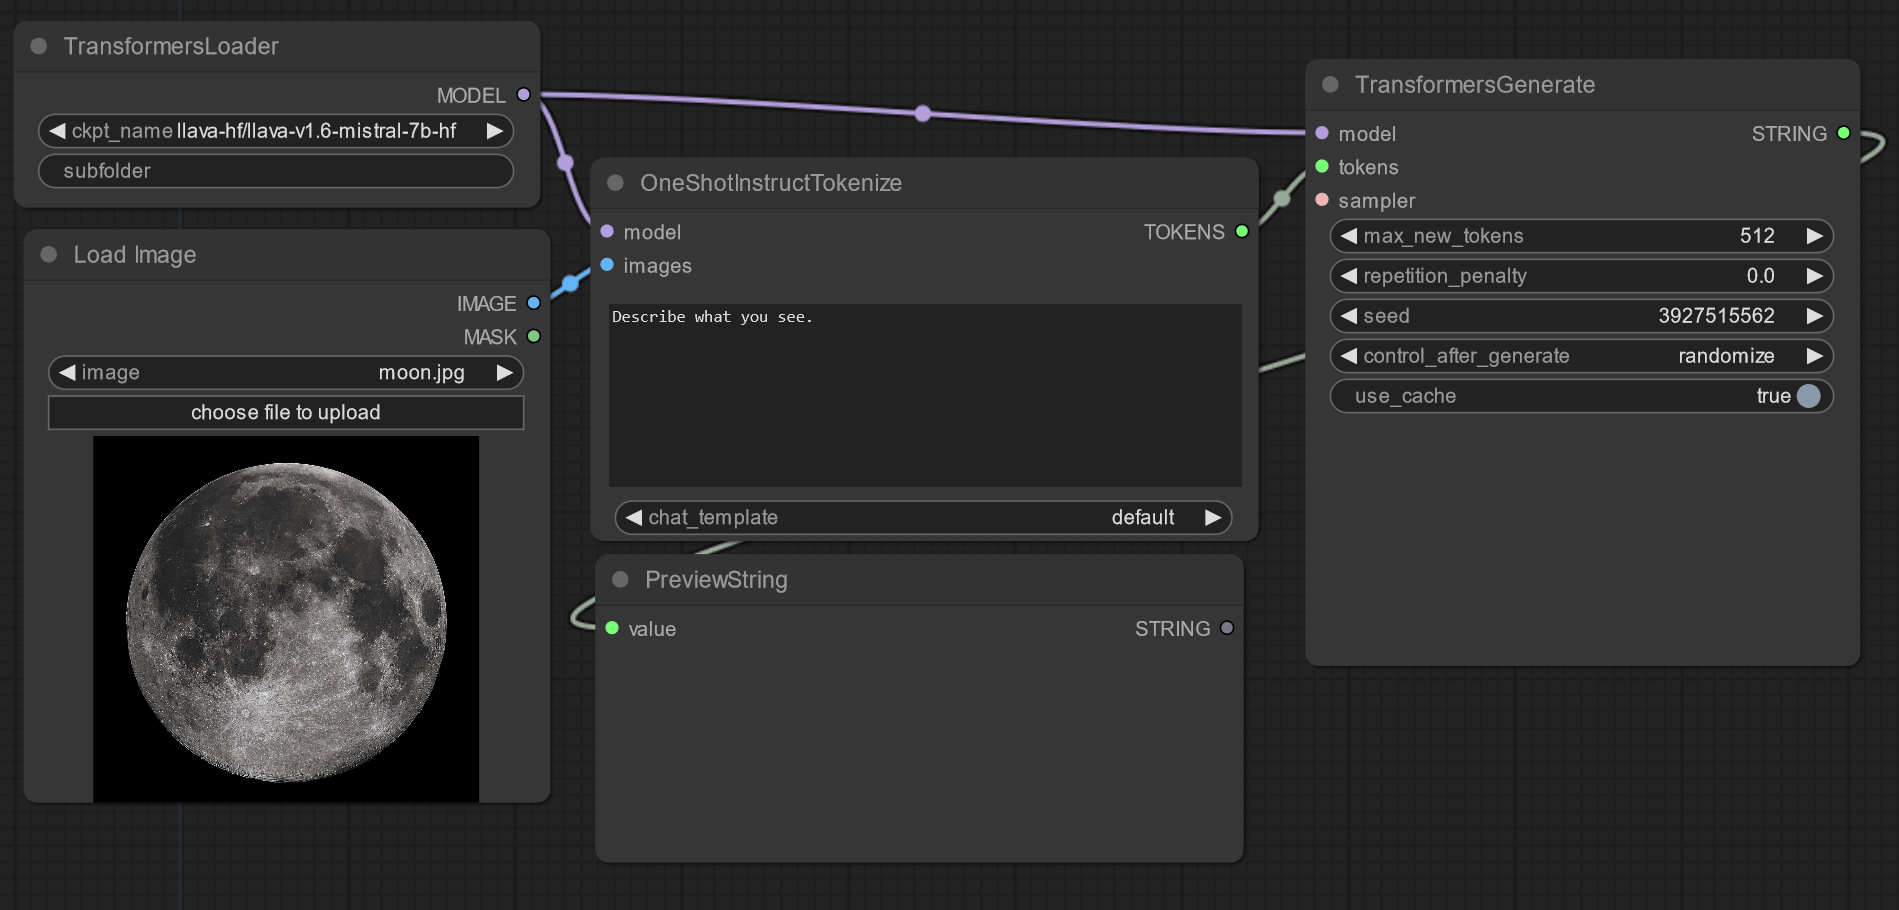 TransformersLoader
MODEL
ckpt_name llava-hf/llava-v1.6-mistral-7b-hf
subfolder
Load Image
IMAGE
MASK
image moon.jpg
choose file to upload
OneShotInstructTokenize
model TOKENS
images
Describe what you see.
chat_template default
PreviewString
value STRING
TransformersGenerate
model STRING
tokens
sampler
max_new_tokens 512
repetition_penalty 0.0
seed 3927515562
control_after_generate randomize
use_cache true